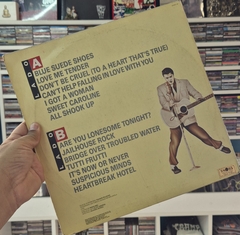 LADO A
BLUE SUEDE SHOES
LOVE ME TENDER
DON'T BE CRUEL (TO A HEART THAT'S TRUE)
CAN'T HELP FALLING IN LOVE WITH YOU
I GOT A WOMAN
SWEET CAROLINE
ALL SHOOK UP
LADO B
ARE YOU LONESOME TONIGHT?
JAILHOUSE ROCK
BRIDGE OVER TROUBLED WATER
TUTTI FRUTTI
IT'S NOW OR NEVER
SUSPICIOUS MINDS
HEARTBREAK HOTEL